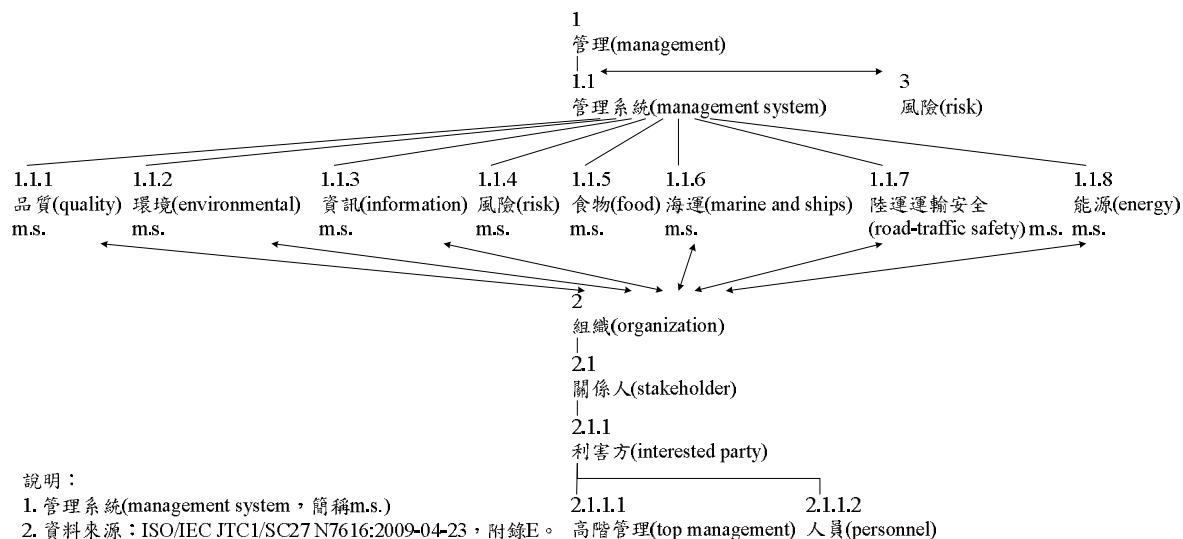 1
管理(management)
1.1
3
管理系統(management system)
風險(risk)
1.1.1 1.1.2 1.1.3 1.1.4 1.1.5 1.1.6 1.1.7 1.1.8
品質(quality) 環境(environmental) 資訊(information) 風險(risk) 食物(food) 海運(marine and ships) 陸運運輸安全 能源(energy)
m.s. m.s. m.s. m.s. m.s. m.s. (road-traffic safety) m.s. m.s.
2
組織(organization)
2.1
關係人(stakeholder)
2.1.1
利害方(interested party)
說明：
1. 管理系統(management system，簡稱m.s.)
2.1.1.1 2.1.1.2
2. 資料來源：ISO/IEC JTC1/SC27 N7616:2009-04-23，附錄E。 高階管理(top management) 人員(personnel)